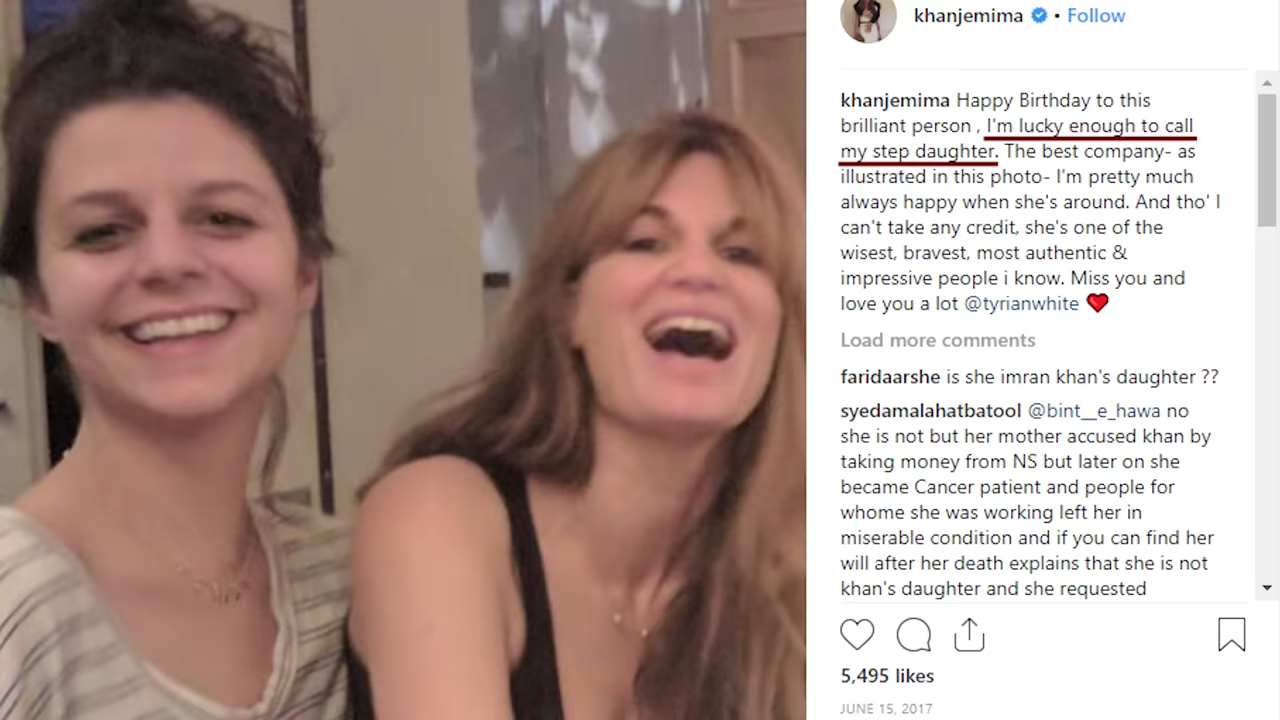 khanjemima • Follow
khanjemima Happy Birthday to this
brilliant person , I'm lucky enough to call
my step daughter. The best company- as
illustrated in this photo- I'm pretty much
always happy when she's around. And tho' I
can't take any credit, she's one of the
wisest, bravest, most authentic &
impressive people i know. Miss you and
love you a lot @tyrianwhite ❤️
Load more comments
faridaarshe is she imran khan's daughter ??
syedamalahatbatool @bint__e_hawa no
she is not but her mother accused khan by
taking money from NS but later on she
became Cancer patient and people for
whome she was working left her in
miserable condition and if you can find her
will after her death explains that she is not
khan's daughter and she requested
5,495 likes
JUNE 15, 2017